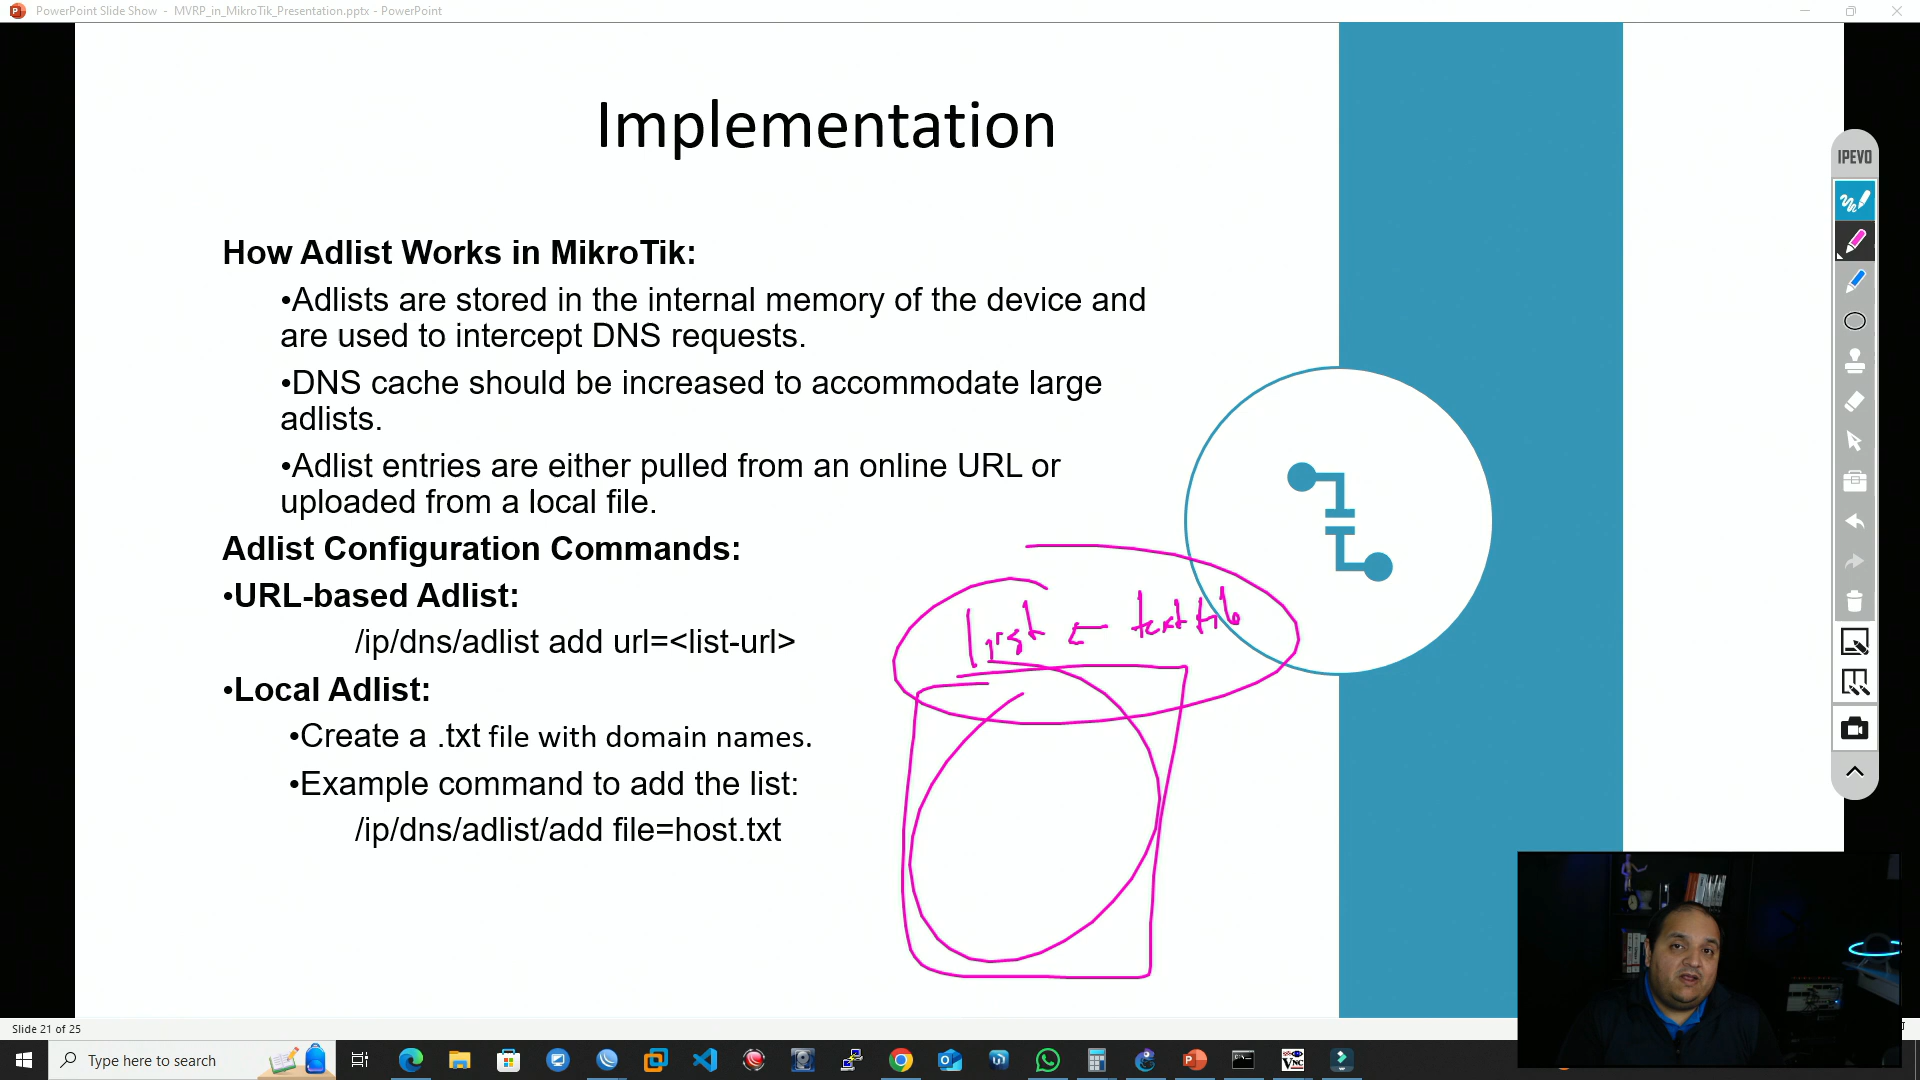 PowerPoint Slide Show - MVRP_in_MikroTik_Presentation.pptx - PowerPoint
Implementation
IPEVO
How Adlist Works in MikroTik:
•Adlists are stored in the internal memory of the device and
are used to intercept DNS requests.
•DNS cache should be increased to accommodate large
adlists.
•Adlist entries are either pulled from an online URL or
uploaded from a local file.
Adlist Configuration Commands:
•URL-based Adlist:
list ← text file
/ip/dns/adlist add url=<list-url>
•Local Adlist:
•Create a .txt file with domain names.
•Example command to add the list:
/ip/dns/adlist/add file=host.txt
Slide 21 of 25
Type here to search